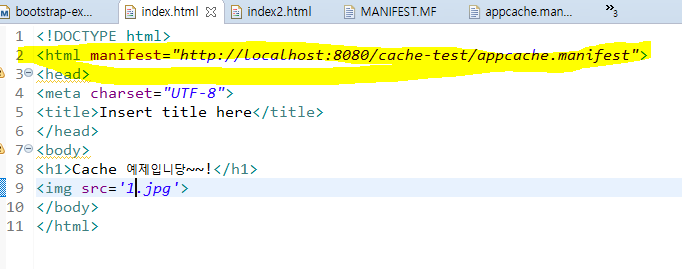 bootstrap-ex... index.html index2.html MANIFEST.MF appcache.man... »3
1 <!DOCTYPE html>
2 <html manifest="http://localhost:8080/cache-test/appcache.manifest">
3 <head>
4 <meta charset="UTF-8">
5 <title>Insert title here</title>
6 </head>
7 <body>
8 <h1>Cache 예제입니당~~!</h1>
9 <img src='1.jpg'>
10 </body>
11 </html>